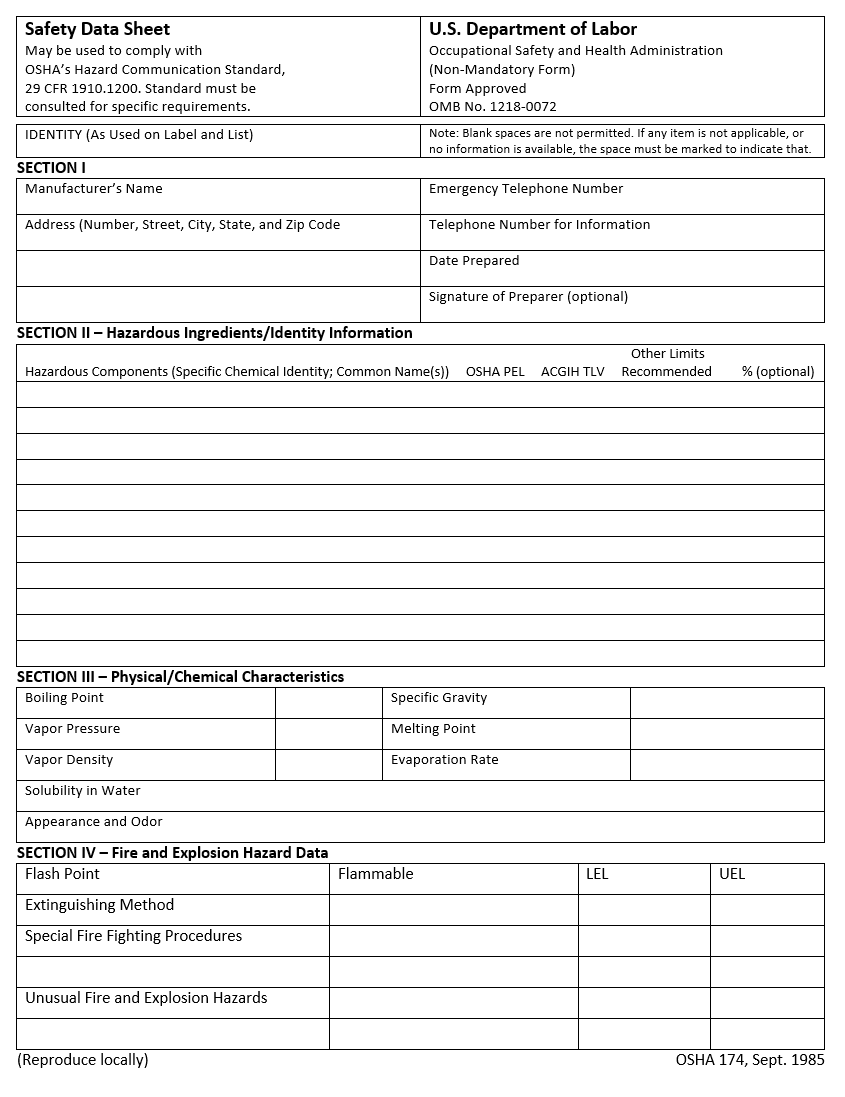 Safety Data Sheet
May be used to comply with
OSHA's Hazard Communication Standard,
29 CFR 1910.1200. Standard must be
consulted for specific requirements.
U.S. Department of Labor
Occupational Safety and Health Administration
(Non-Mandatory Form)
Form Approved
OMB No. 1218-0072
IDENTITY (As Used on Label and List)
Note: Blank spaces are not permitted. If any item is not applicable, or
no information is available, the space must be marked to indicate that.
SECTION I
Manufacturer's Name
Emergency Telephone Number
Address (Number, Street, City, State, and Zip Code
Telephone Number for Information
Date Prepared
Signature of Preparer (optional)
SECTION II – Hazardous Ingredients/Identity Information
Other Limits
Hazardous Components (Specific Chemical Identity; Common Name(s)) OSHA PEL ACGIH TLV Recommended % (optional)
SECTION III – Physical/Chemical Characteristics
Boiling Point Specific Gravity
Vapor Pressure Melting Point
Vapor Density Evaporation Rate
Solubility in Water
Appearance and Odor
SECTION IV – Fire and Explosion Hazard Data
Flash Point Flammable LEL UEL
Extinguishing Method
Special Fire Fighting Procedures
Unusual Fire and Explosion Hazards
(Reproduce locally) OSHA 174, Sept. 1985